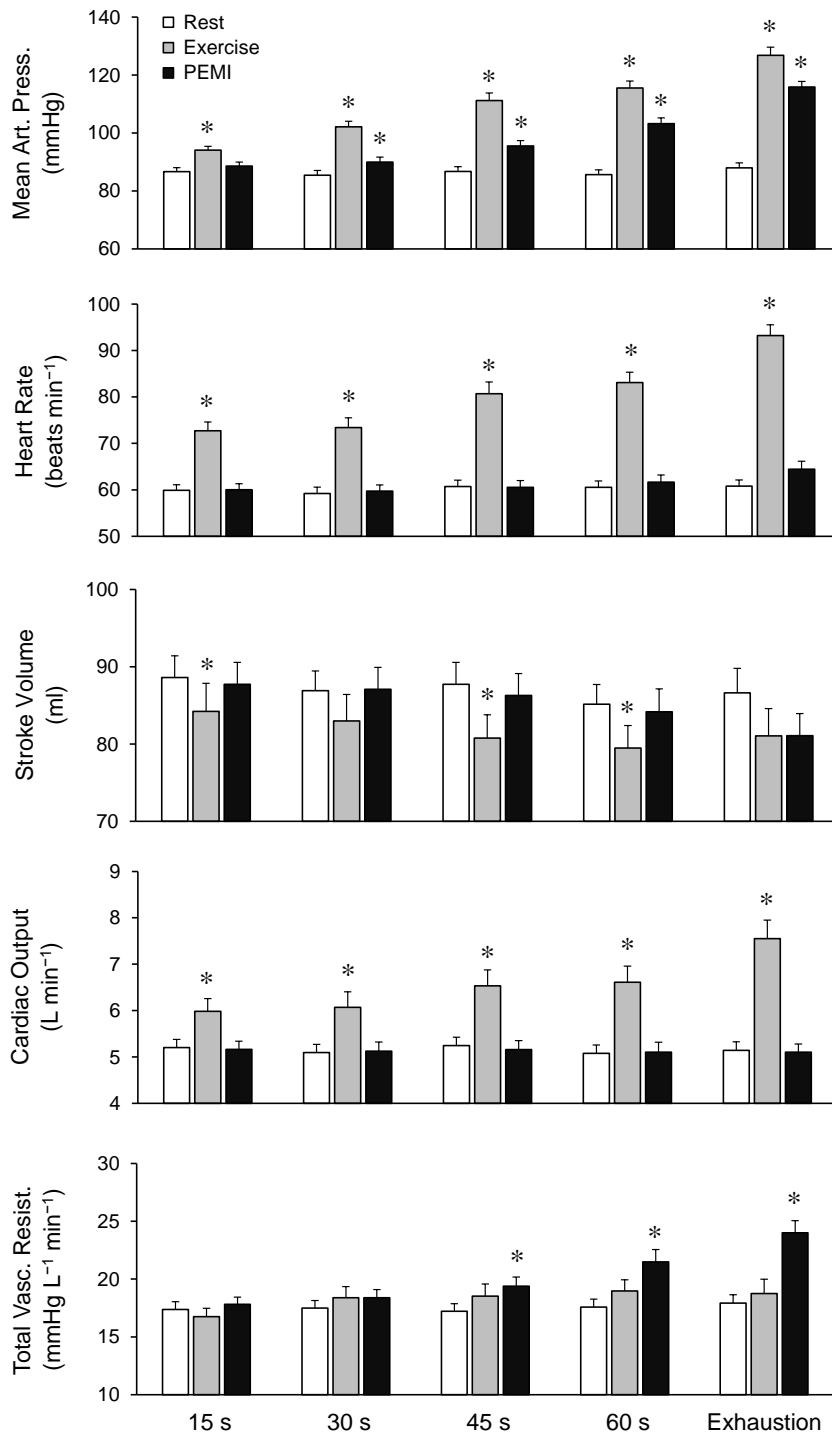 Mean Art. Press.
(mmHg)
140
120
100
80
60
Rest
Exercise
PEMI
*
*
*
*
*
*
*
*
*
Heart Rate
(beats min⁻¹)
100
90
80
70
60
50
*
*
*
*
*
Stroke Volume
(ml)
100
90
80
70
*
*
*
Cardiac Output
(L min⁻¹)
9
8
7
6
5
4
*
*
*
*
*
Total Vasc. Resist.
(mmHg L⁻¹ min⁻¹)
30
25
20
15
10
*
*
*
15 s
30 s
45 s
60 s
Exhaustion